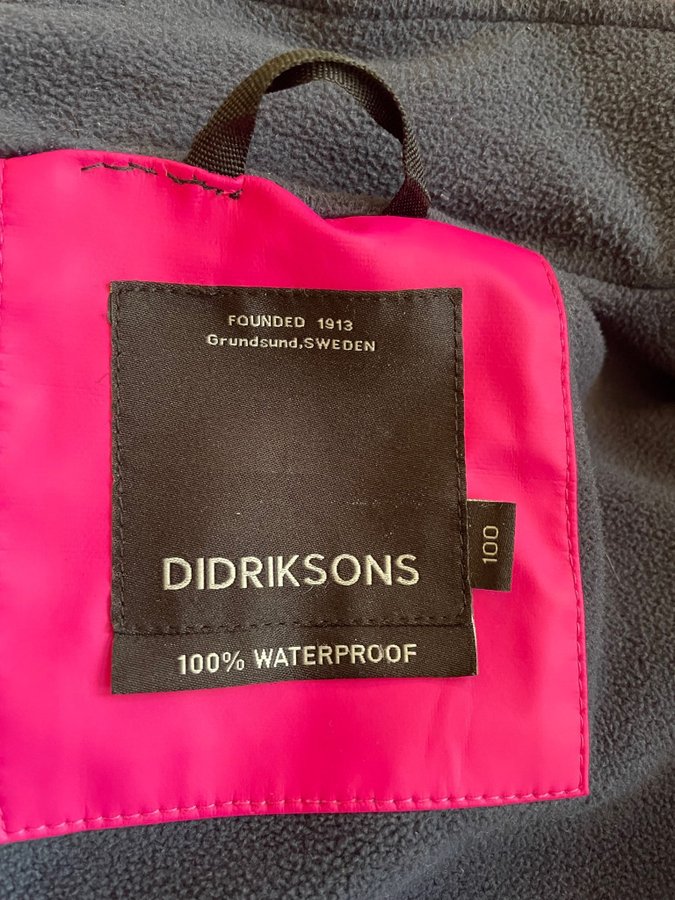 FOUNDED 1913
Grundsund,SWEDEN
DIDRIKSONS
100
100% WATERPROOF